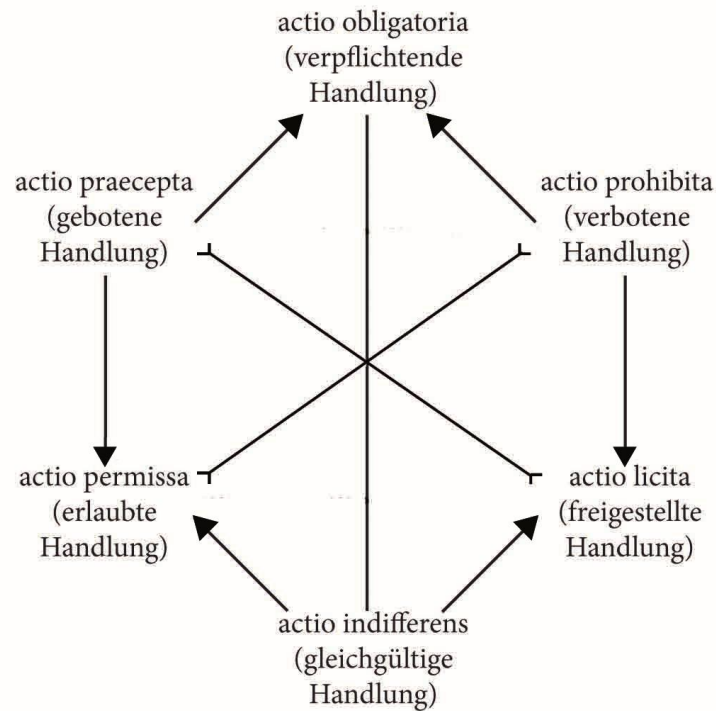 actio obligatoria
(verpflichtende
Handlung)
actio praecepta
(gebotene
Handlung)
actio prohibita
(verbotene
Handlung)
actio permissa
(erlaubte
Handlung)
actio licita
(freigestellte
Handlung)
actio indifferens
(gleichgültige
Handlung)